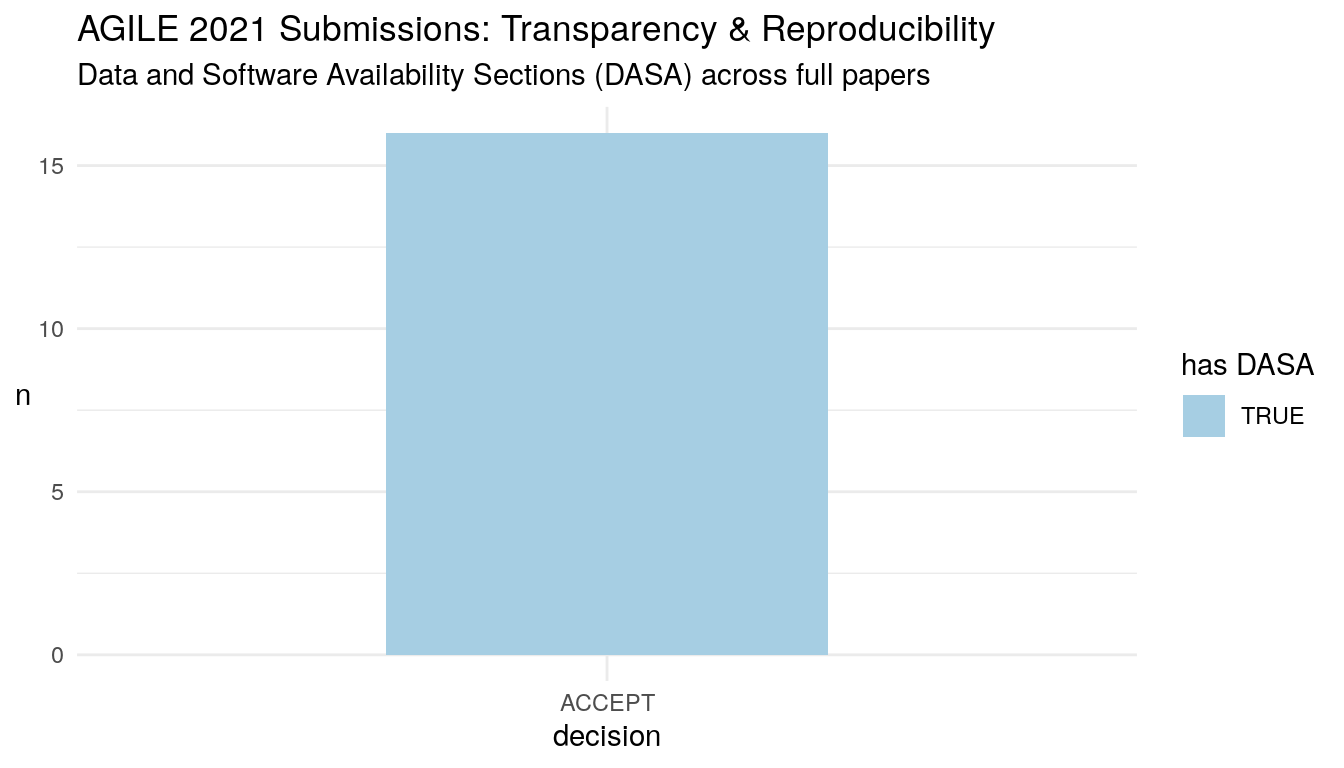 AGILE 2021 Submissions: Transparency & Reproducibility
Data and Software Availability Sections (DASA) across full papers
15
10
5
0
n
ACCEPT
decision
has DASA
TRUE